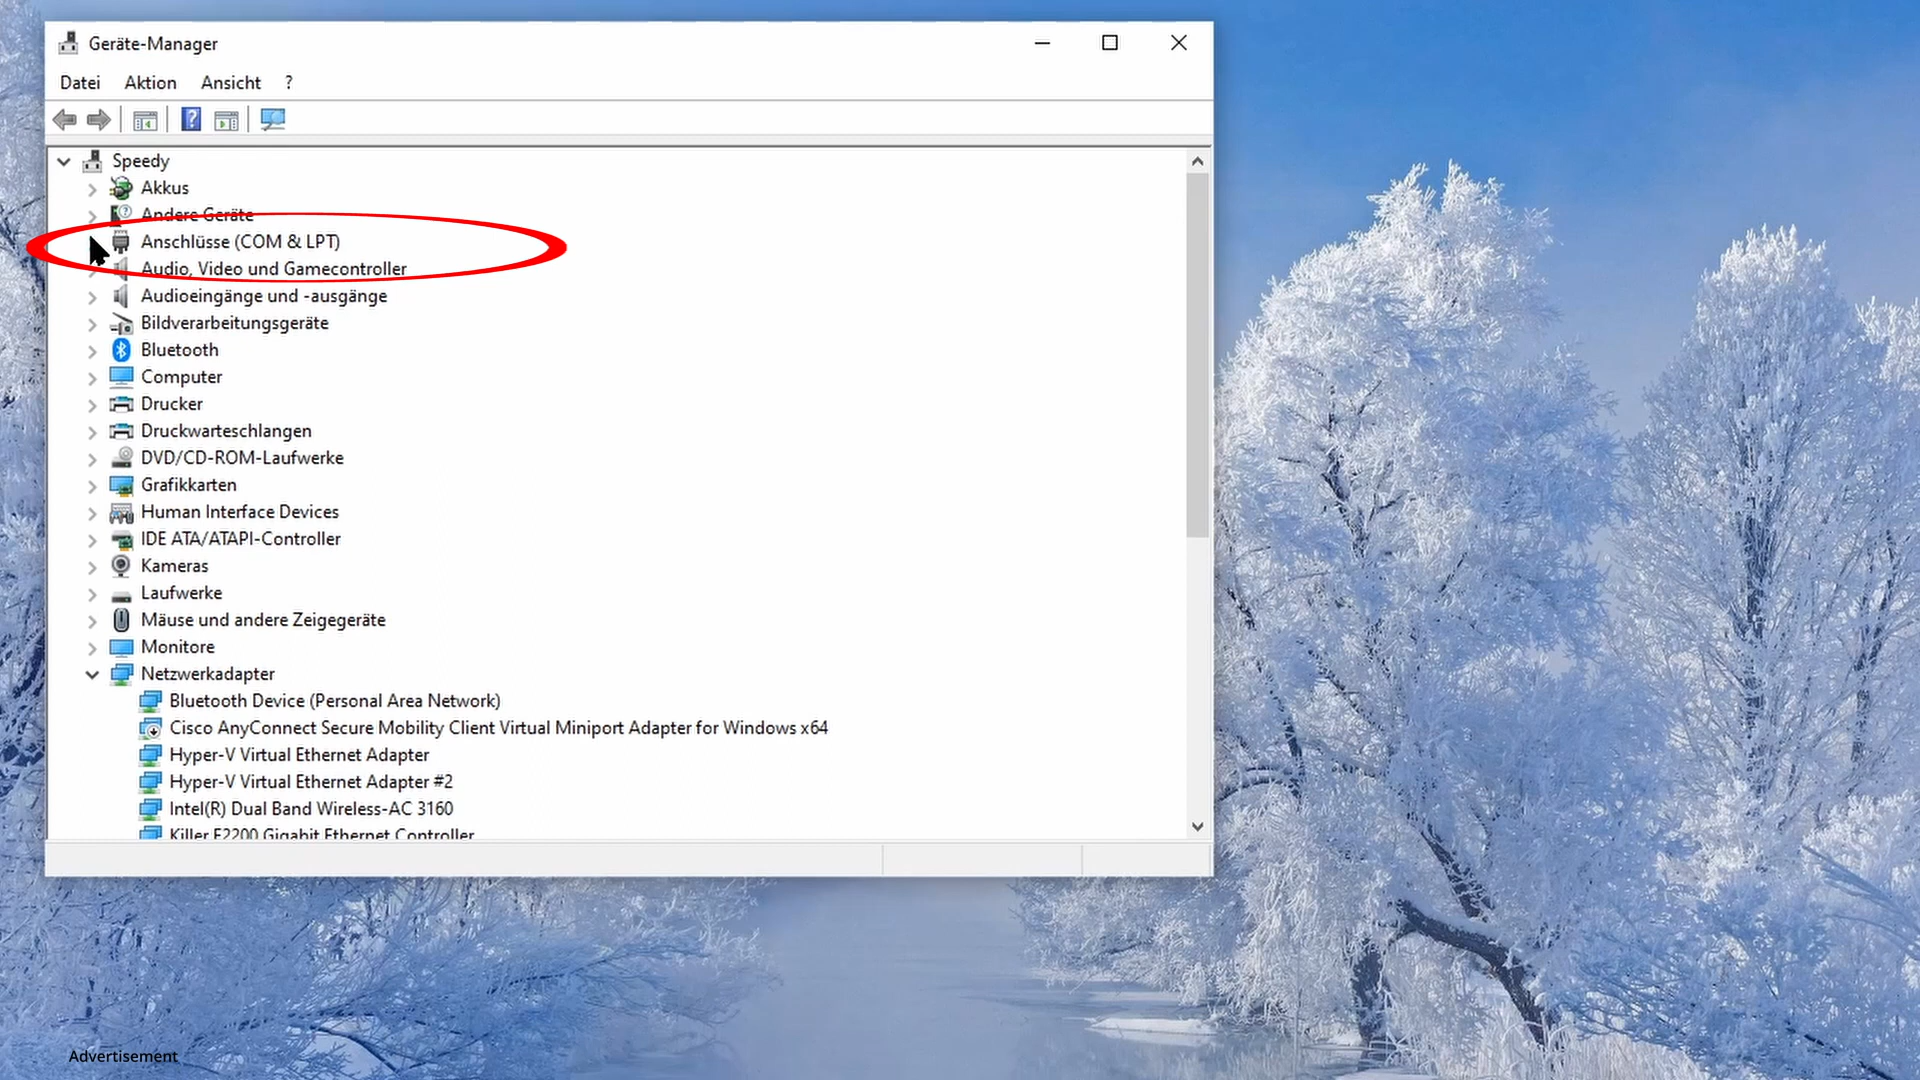 Geräte-Manager
Datei Aktion Ansicht ?
Speedy
Akkus
Andere Geräte
Anschlüsse (COM & LPT)
Audio, Video und Gamecontroller
Audioeingänge und -ausgänge
Bildverarbeitungsgeräte
Bluetooth
Computer
Drucker
Druckwarteschlangen
DVD/CD-ROM-Laufwerke
Grafikkarten
Human Interface Devices
IDE ATA/ATAPI-Controller
Kameras
Laufwerke
Mäuse und andere Zeigegeräte
Monitore
Netzwerkadapter
Bluetooth Device (Personal Area Network)
Cisco AnyConnect Secure Mobility Client Virtual Miniport Adapter for Windows x64
Hyper-V Virtual Ethernet Adapter
Hyper-V Virtual Ethernet Adapter #2
Intel(R) Dual Band Wireless-AC 3160
Killer E2200 Gigabit Ethernet Controller
Advertisement